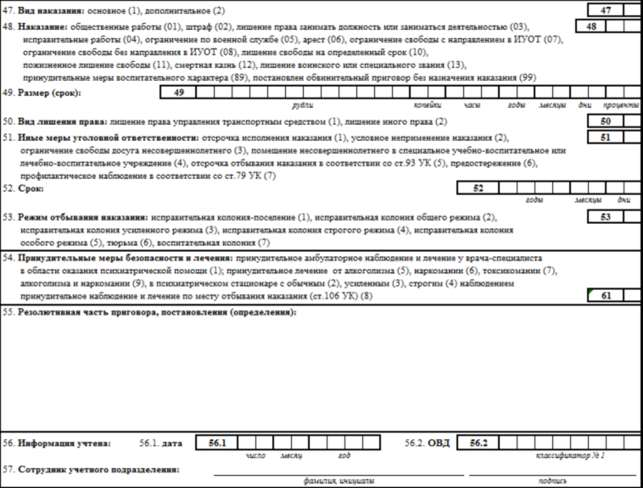 47. Вид наказания: основное (1), дополнительное (2) 47
48. Наказание: общественные работы (01), штраф (02), лишение права занимать должность или заниматься деятельностью (03), 48
исправительные работы (04), ограничение по военной службе (05), арест (06), ограничение свободы с направлением в ИУОТ (07),
ограничение свободы без направления в ИУОТ (08), лишение свободы на определенный срок (10),
пожизненное лишение свободы (11), смертная казнь (12), лишение воинского или специального звания (13),
принудительные меры воспитательного характера (89), постановлен обвинительный приговор без назначения наказания (99)
49. Размер (срок): 49
рубли копейки часы годы месяцы дни проценты
50. Вид лишения права: лишение права управления транспортным средством (1), лишение иного права (2) 50
51. Иные меры уголовной ответственности: отсрочка исполнения наказания (1), условное неприменение наказания (2), 51
ограничение свободы досуга несовершеннолетнего (3), помещение несовершеннолетнего в специальное учебно-воспитательное или
лечебно-воспитательное учреждение (4), отсрочка отбывания наказания в соответствии со ст.93 УК (5), предостережение (6),
профилактическое наблюдение в соответствии со ст.79 УК (7)
52. Срок: 52
годы месяцы дни
53. Режим отбывания наказания: исправительная колония-поселение (1), исправительная колония общего режима (2), 53
исправительная колония усиленного режима (3), исправительная колония строгого режима (4), исправительная колония
особого режима (5), тюрьма (6), воспитательная колония (7)
54. Принудительные меры безопасности и лечения: принудительное амбулаторное наблюдение и лечение у врача-специалиста
в области оказания психиатрической помощи (1); принудительное лечение от алкоголизма (5), наркомании (6), токсикомании (7),
алкоголизма и наркомании (9), в психиатрическом стационаре с обычным (2), усиленным (3), строгим (4) наблюдением
принудительное наблюдение и лечение по месту отбывания наказания (ст.106 УК) (8) 61
55. Резолютивная часть приговора, постановления (определения):
56. Информация учтена: 56.1. дата 56.1 56.2. ОВД 56.2
число месяц год классификатор № 1
57. Сотрудник учетного подразделения:
фамилия, инициалы подпись